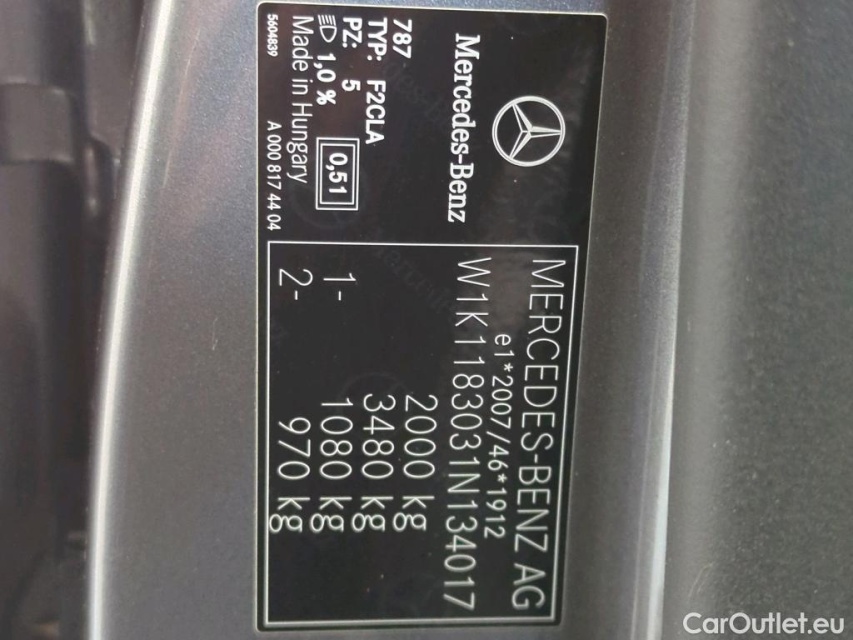 MERCEDES-BENZ AG
e1*2007/46*1912
W1K1183031N134017
2000 kg
3480 kg
1- 1080 kg
2- 970 kg
Mercedes-Benz
787
TYP: F2CLA
PZ: 5
1,0 %
0,51
Made in Hungary
5604839 A 000 817 44 04
CarOutlet.eu